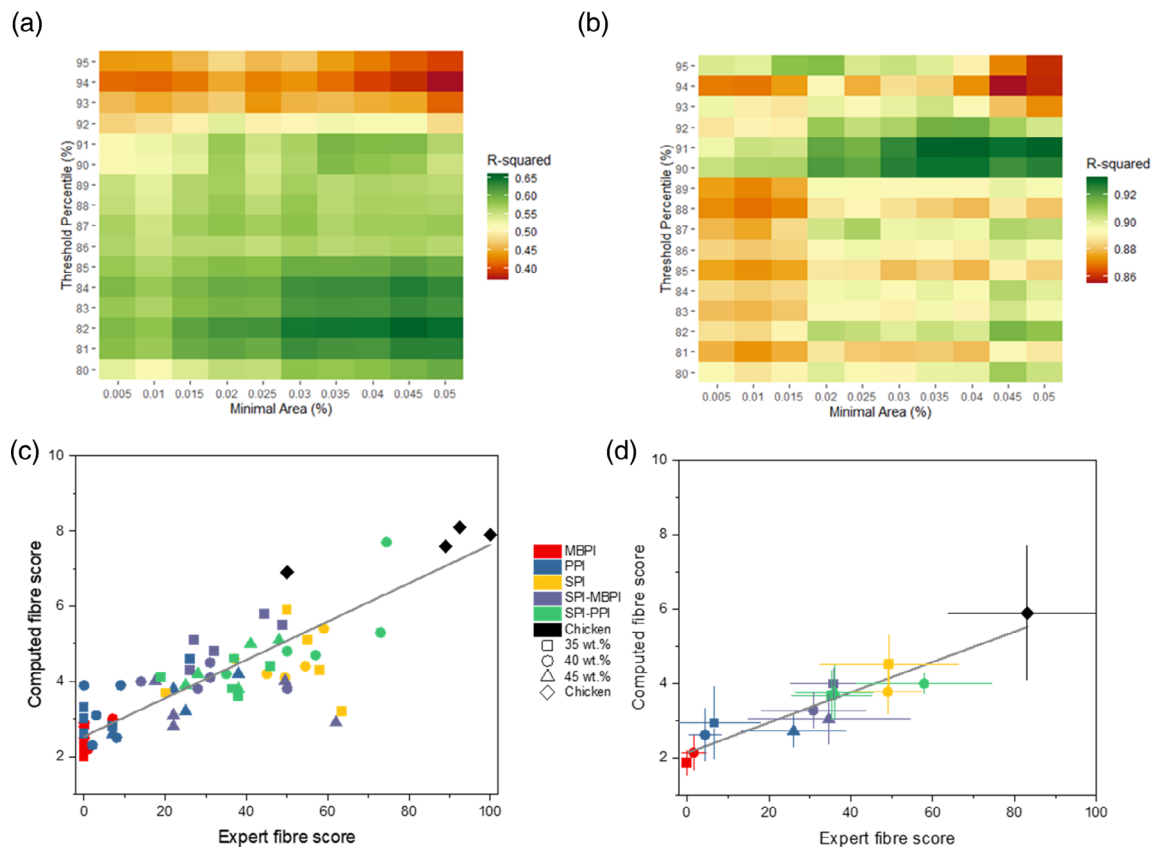 (a)
95
94
93
92
91
90
89
88
87
86
85
84
83
82
81
80
Threshold Percentile (%)
0.005 0.01 0.015 0.02 0.025 0.03 0.035 0.04 0.045 0.05
Minimal Area (%)
R-squared
0.65
0.60
0.55
0.50
0.45
0.40
(b)
95
94
93
92
91
90
89
88
87
86
85
84
83
82
81
80
Threshold Percentile (%)
0.005 0.01 0.015 0.02 0.025 0.03 0.035 0.04 0.045 0.05
Minimal Area (%)
R-squared
0.92
0.90
0.88
0.86
(c)
10
8
6
4
2
Computed fibre score
0 20 40 60 80 100
Expert fibre score
MBPI
PPI
SPI
SPI-MBPI
SPI-PPI
Chicken
35 wt.%
40 wt.%
45 wt.%
Chicken
(d)
10
8
6
4
2
Computed fibre score
0 20 40 60 80 100
Expert fibre score